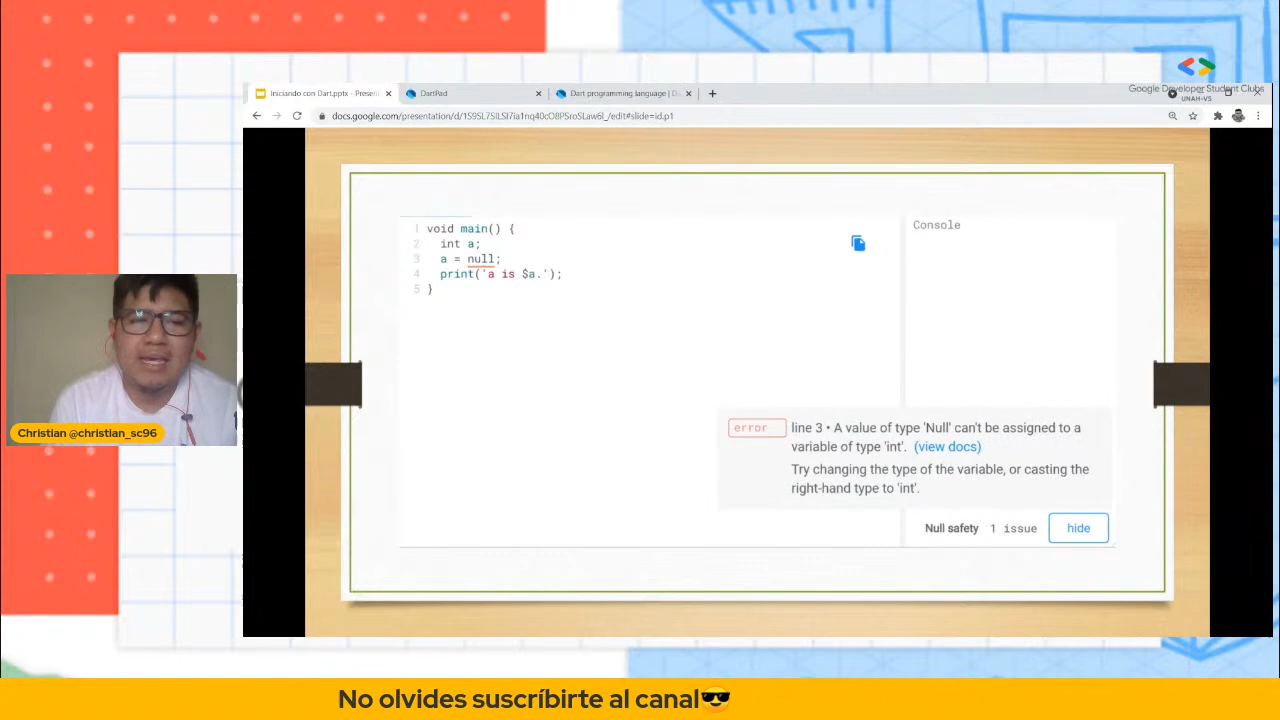 Google Developer Student Clubs
UNAH-VS
Iniciando con Dart.pptx - Present
DartPad
Dart programming language | D
docs.google.com/presentation/d/1S9SL7SlLSl7ia1nq40cO8PSroSLaw6l_/edit#slide=id.p1
1 void main() {
2 int a;
3 a = null;
4 print('a is $a.');
5 }
Console
error line 3 • A value of type 'Null' can't be assigned to a
variable of type 'int'. (view docs)
Try changing the type of the variable, or casting the
right-hand type to 'int'.
Null safety 1 issue hide
Christian @christian_sc96
No olvides suscríbirte al canal😎